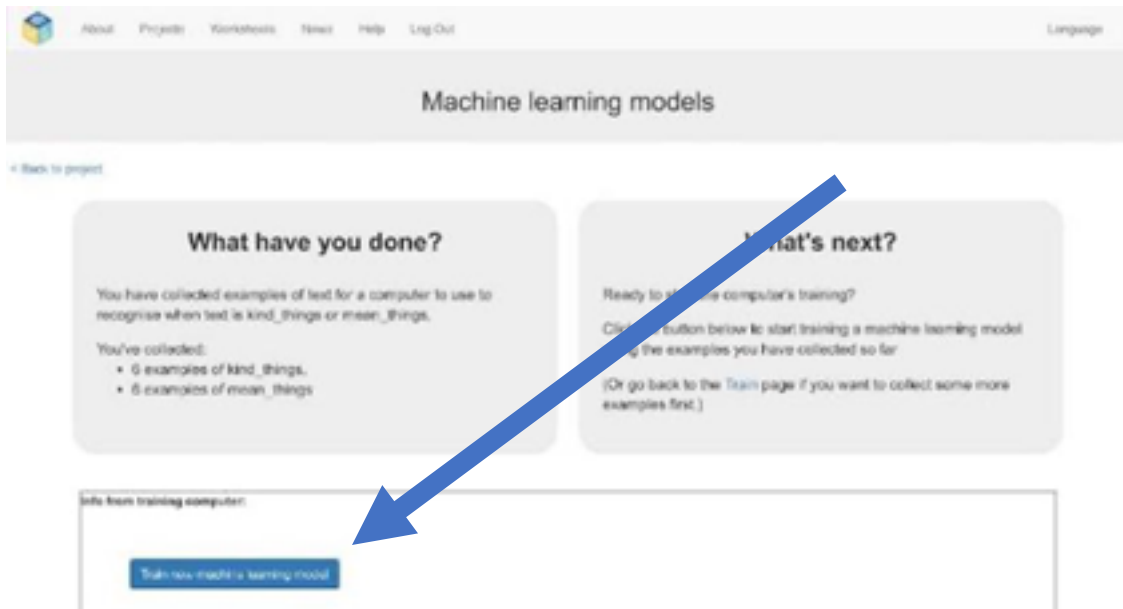 About Projects Worksheets News Help Log Out Language
Machine learning models
< Back to project
What have you done?
You have collected examples of text for a computer to use to
recognise when text is kind_things or mean_things.
You've collected:
• 6 examples of kind_things,
• 6 examples of mean_things
What's next?
Ready to computer's training?
button below to start training a machine learning model
the examples you have collected so far
(Or go back to the Train page if you want to collect some more
examples first.)
Info from training computer:
Train new machine learning model